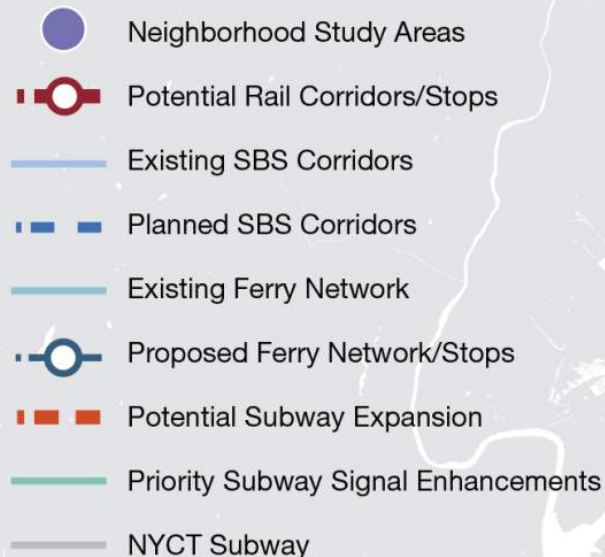 Neighborhood Study Areas
Potential Rail Corridors/Stops
Existing SBS Corridors
Planned SBS Corridors
Existing Ferry Network
Proposed Ferry Network/Stops
Potential Subway Expansion
Priority Subway Signal Enhancements
NYCT Subway